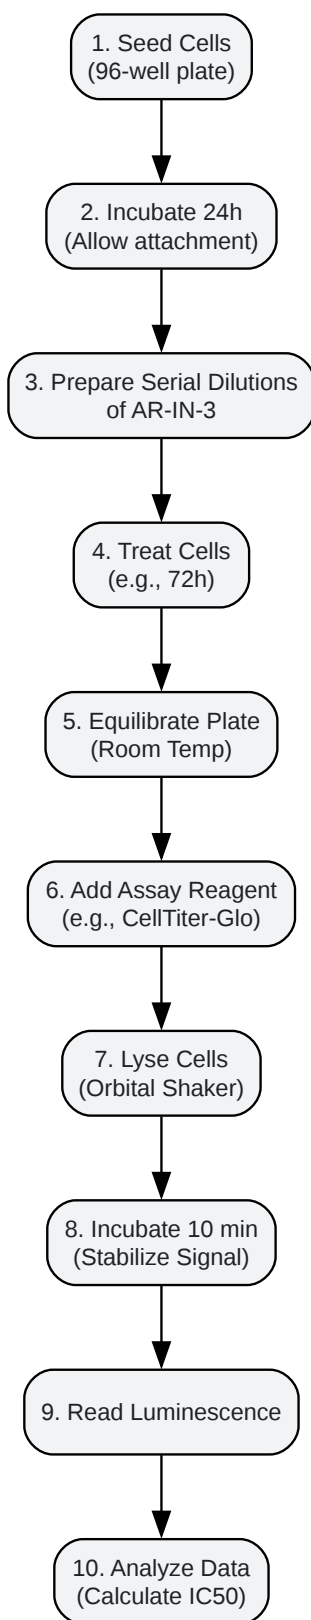 1. Seed Cells
(96-well plate)
2. Incubate 24h
(Allow attachment)
3. Prepare Serial Dilutions
of AR-IN-3
4. Treat Cells
(e.g., 72h)
5. Equilibrate Plate
(Room Temp)
6. Add Assay Reagent
(e.g., CellTiter-Glo)
7. Lyse Cells
(Orbital Shaker)
8. Incubate 10 min
(Stabilize Signal)
9. Read Luminescence
10. Analyze Data
(Calculate IC50)